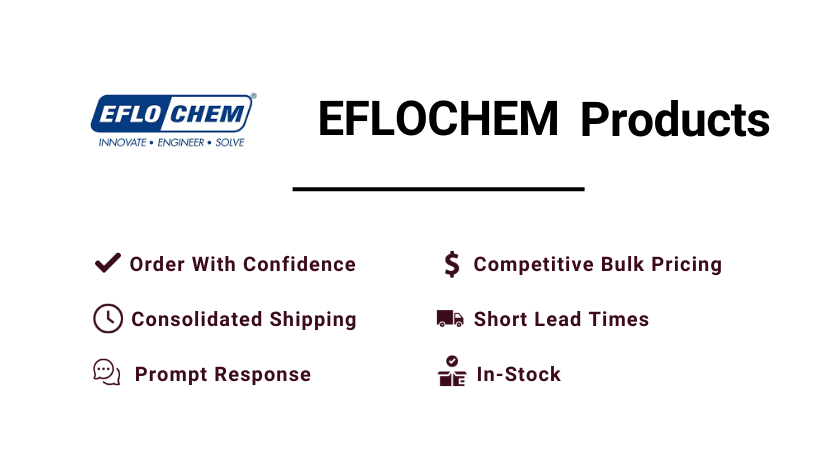 EFLOCHEM®
INNOVATE • ENGINEER • SOLVE
EFLOCHEM Products
Order With Confidence
Competitive Bulk Pricing
Consolidated Shipping
Short Lead Times
Prompt Response
In-Stock